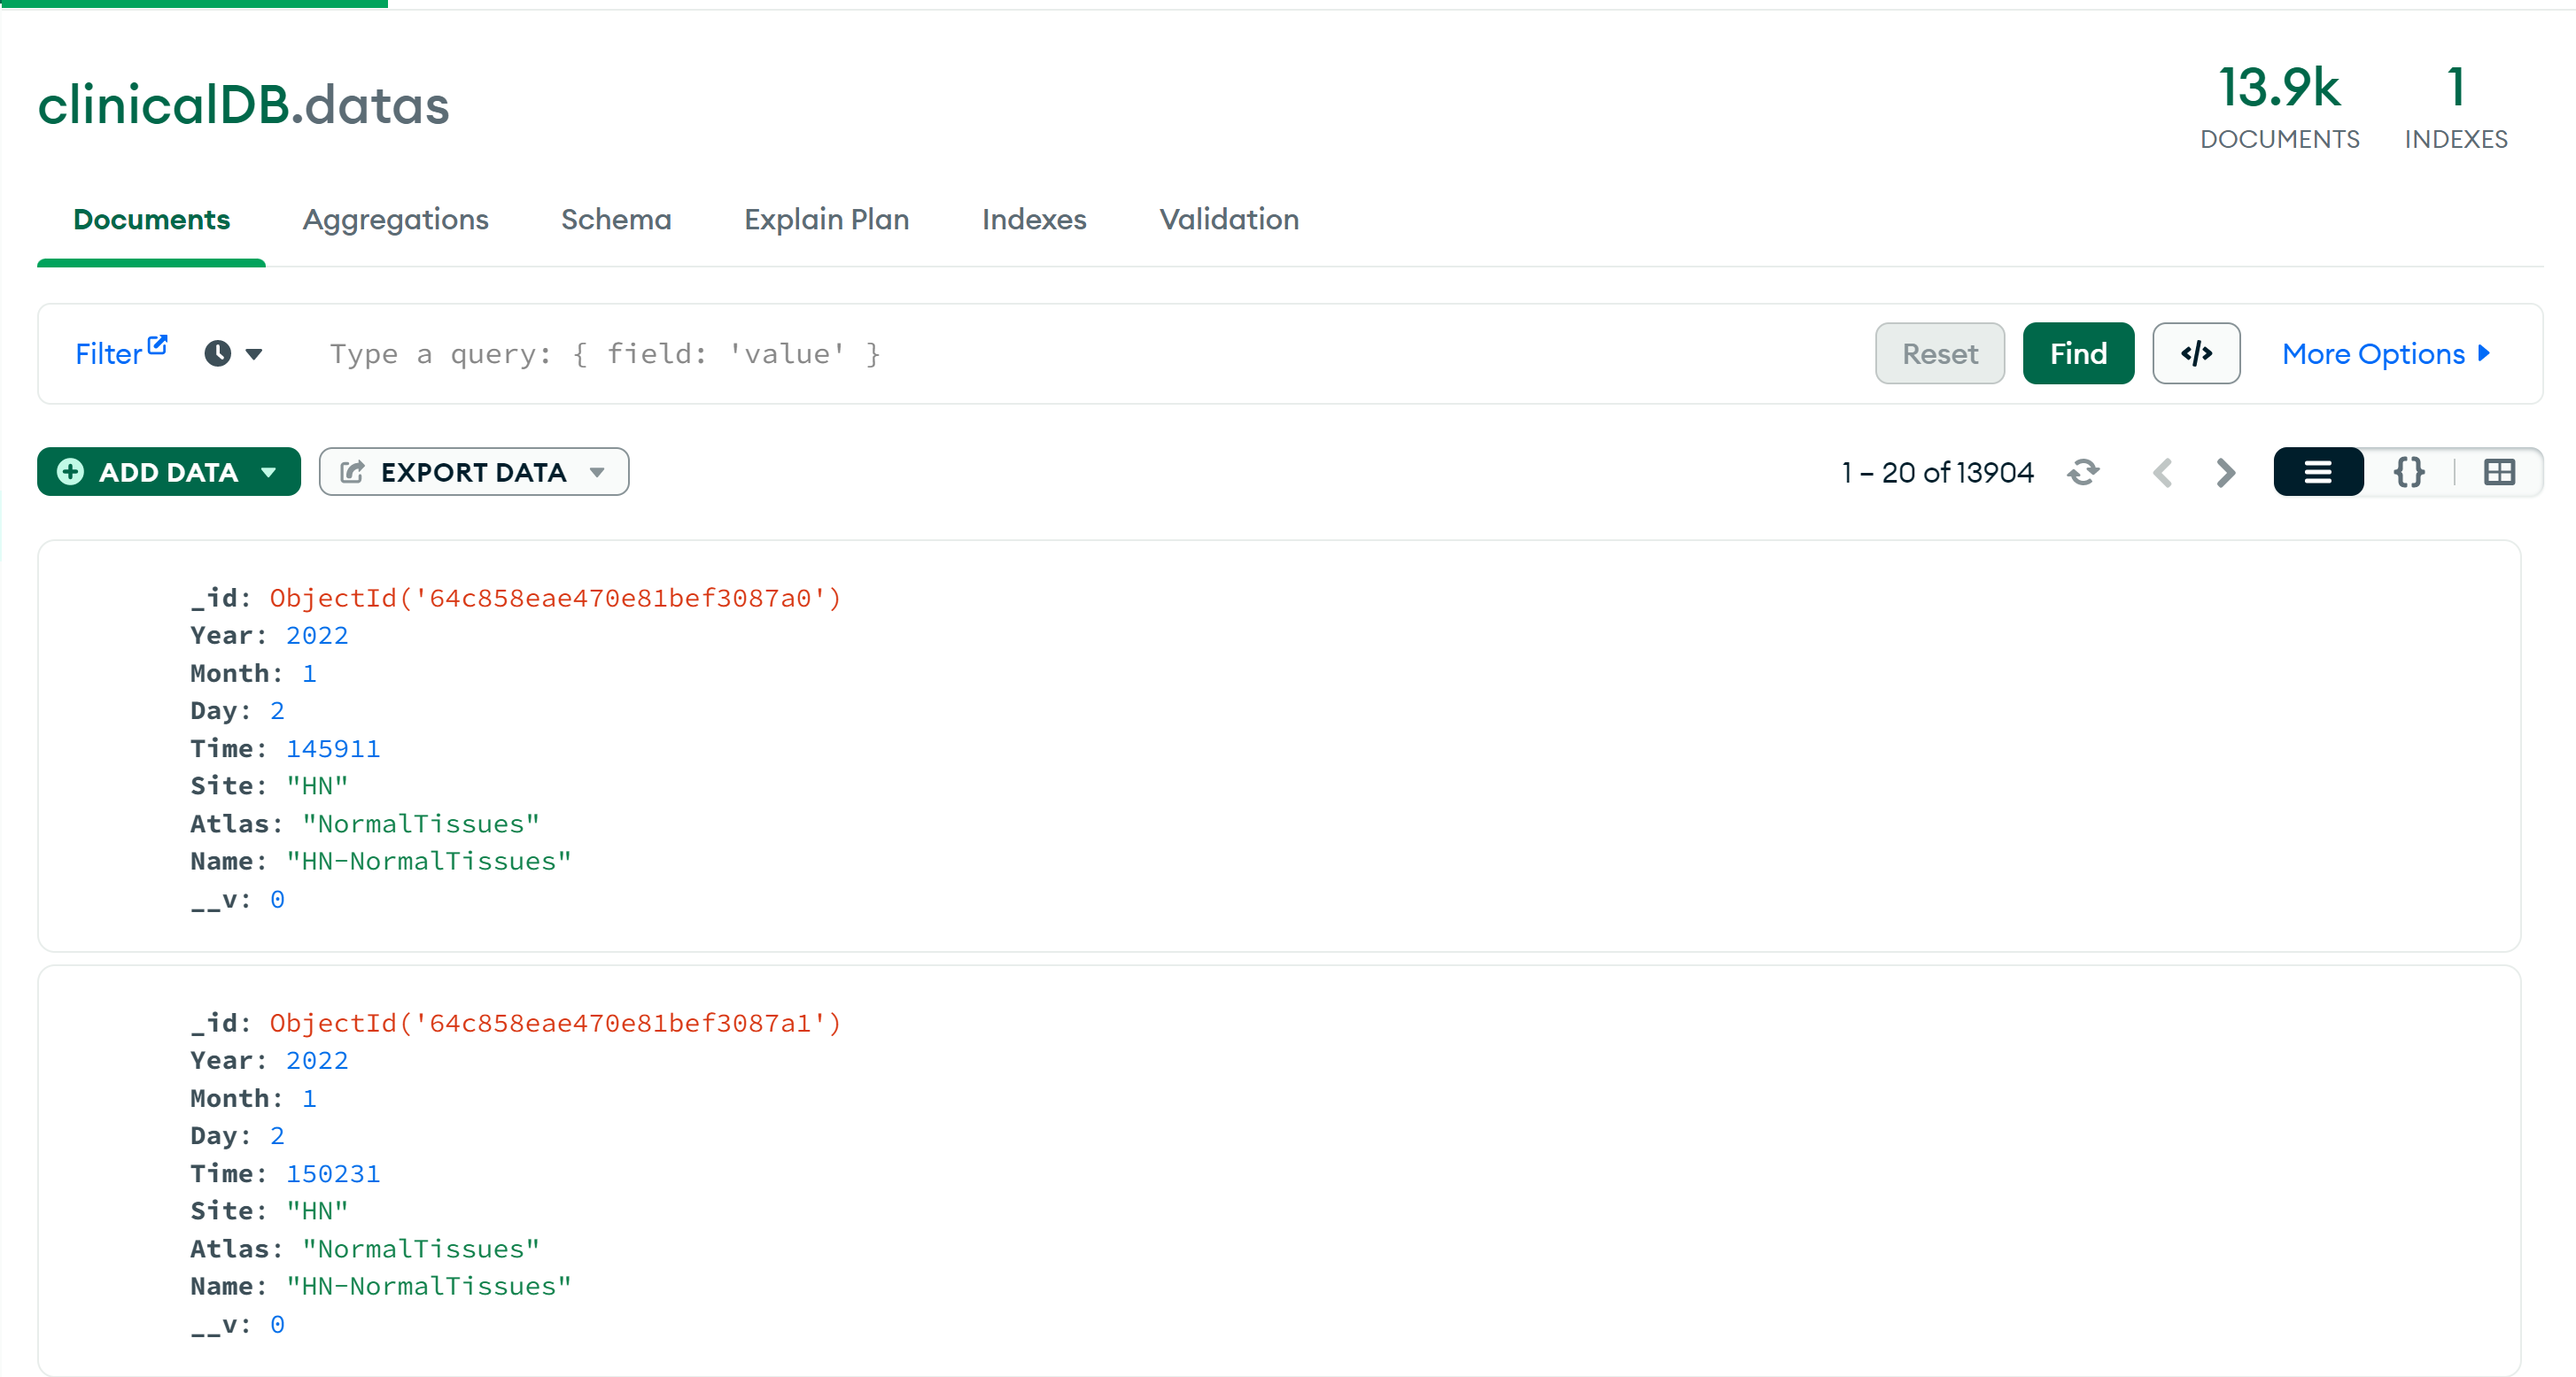 clinicalDB.datas
13.9k
DOCUMENTS
1
INDEXES
Documents
Aggregations
Schema
Explain Plan
Indexes
Validation
Filter
Type a query: { field: 'value' }
Reset
Find
</>
More Options
ADD DATA
EXPORT DATA
1 – 20 of 13904
{}
_id: ObjectId('64c858eae470e81bef3087a0')
Year: 2022
Month: 1
Day: 2
Time: 145911
Site: "HN"
Atlas: "NormalTissues"
Name: "HN-NormalTissues"
__v: 0
_id: ObjectId('64c858eae470e81bef3087a1')
Year: 2022
Month: 1
Day: 2
Time: 150231
Site: "HN"
Atlas: "NormalTissues"
Name: "HN-NormalTissues"
__v: 0